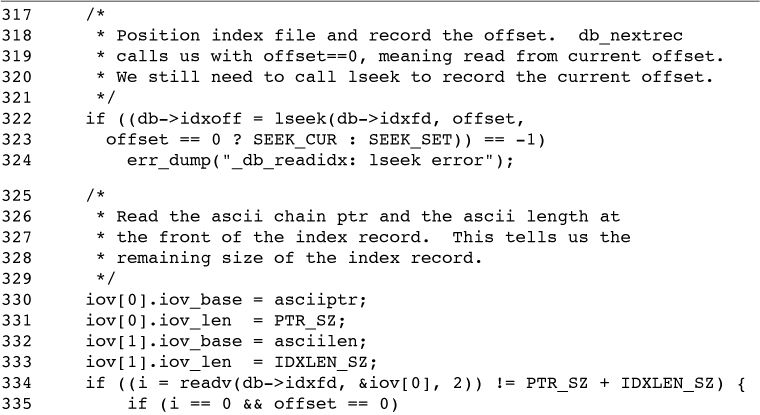 317     /*
318      * Position index file and record the offset.  db_nextrec
319      * calls us with offset==0, meaning read from current offset.
320      * We still need to call lseek to record the current offset.
321      */
322     if ((db->idxoff = lseek(db->idxfd, offset,
323       offset == 0 ? SEEK_CUR : SEEK_SET)) == -1)
324         err_dump("_db_readidx: lseek error");
325     /*
326      * Read the ascii chain ptr and the ascii length at
327      * the front of the index record.  This tells us the
328      * remaining size of the index record.
329      */
330     iov[0].iov_base = asciiptr;
331     iov[0].iov_len  = PTR_SZ;
332     iov[1].iov_base = asciilen;
333     iov[1].iov_len  = IDXLEN_SZ;
334     if ((i = readv(db->idxfd, &iov[0], 2)) != PTR_SZ + IDXLEN_SZ) {
335         if (i == 0 && offset == 0)